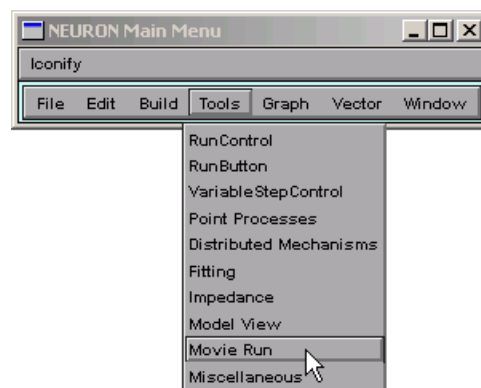 NEURON Main Menu
Iconify
File Edit Build Tools Graph Vector Window
RunControl
RunButton
VariableStepControl
Point Processes
Distributed Mechanisms
Fitting
Impedance
Model View
Movie Run
Miscellaneous